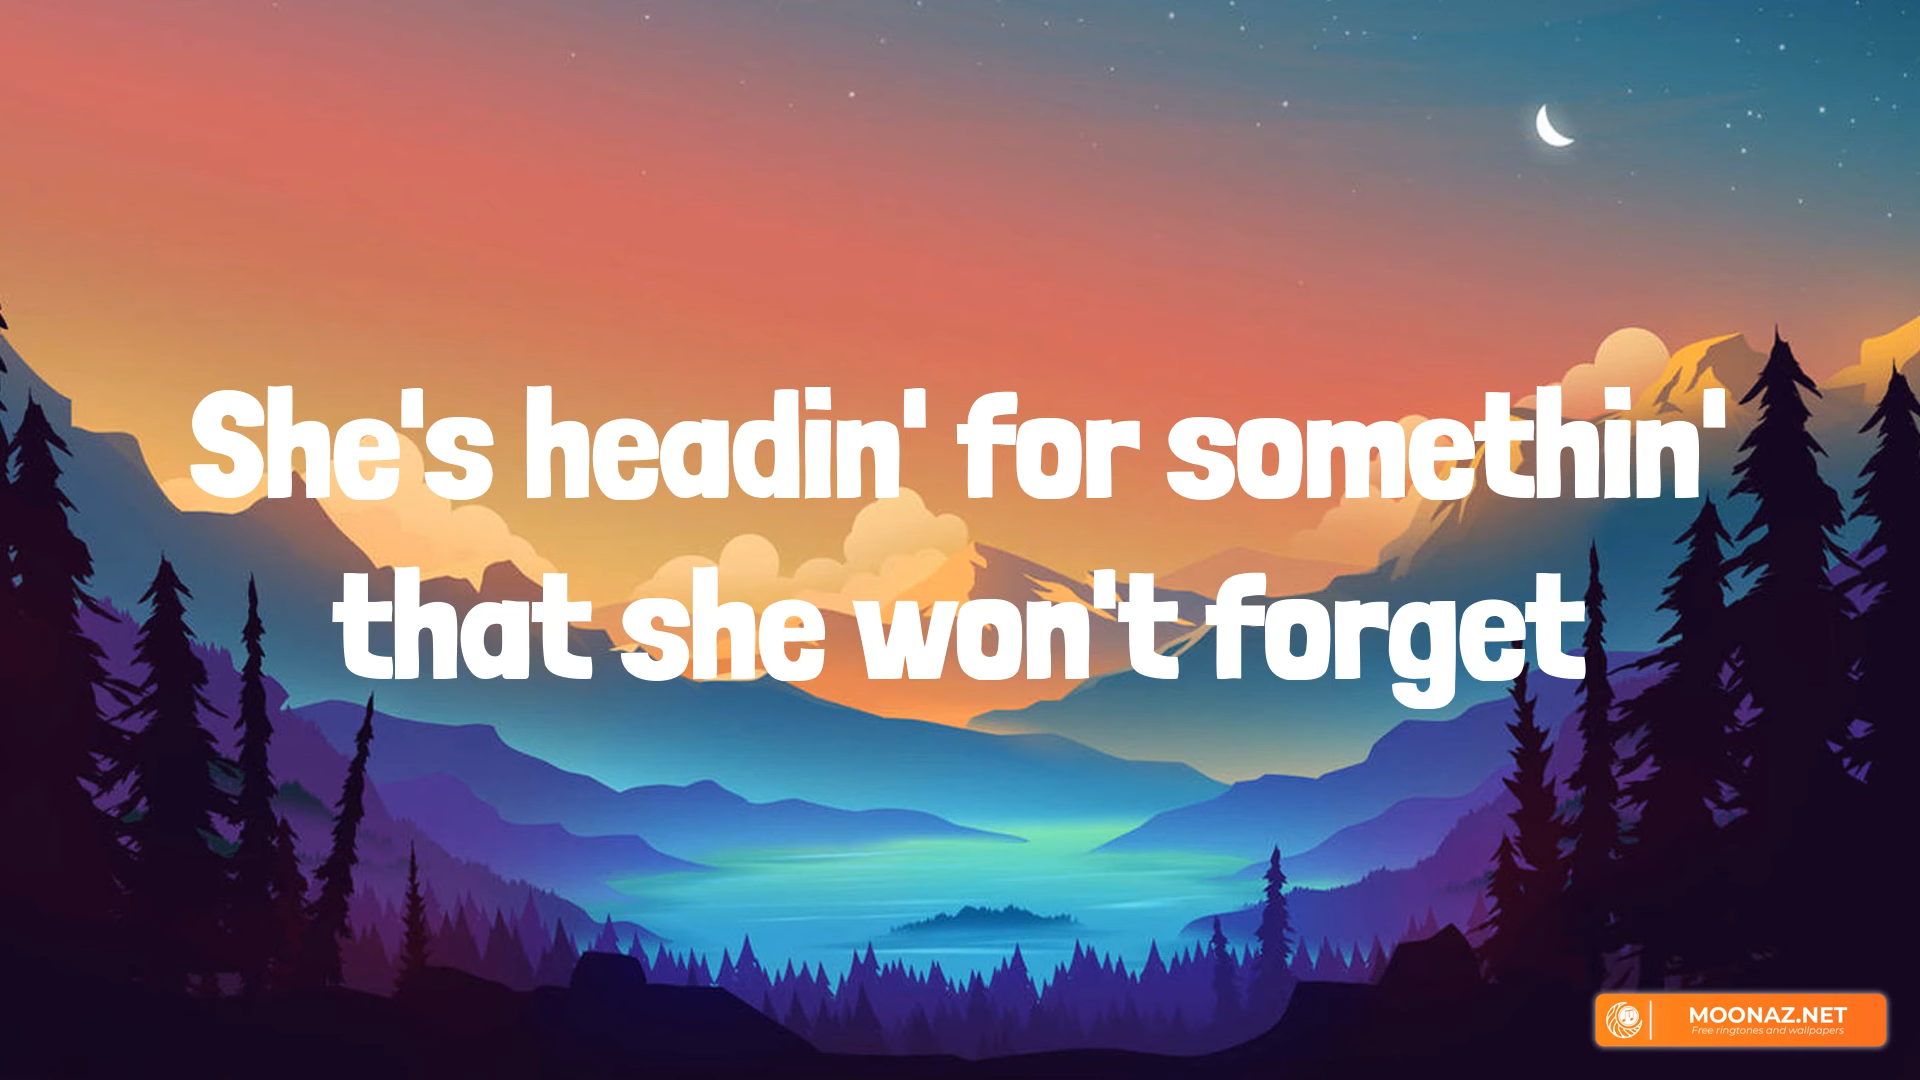 She's headin' for somethin'
that she won't forget
MOONAZ.NET
Free ringtones and wallpapers